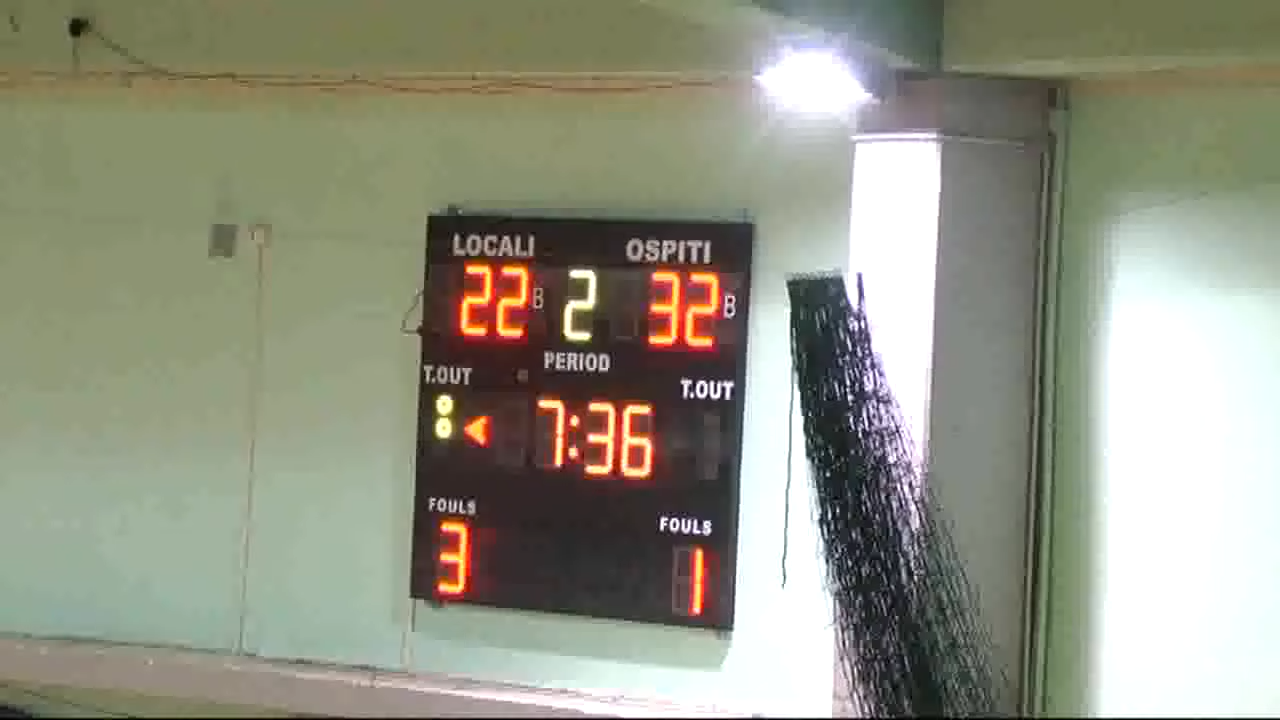 LOCALI OSPITI
22 B 2 32 B
PERIOD
T.OUT T.OUT
7:36
FOULS FOULS
3 1